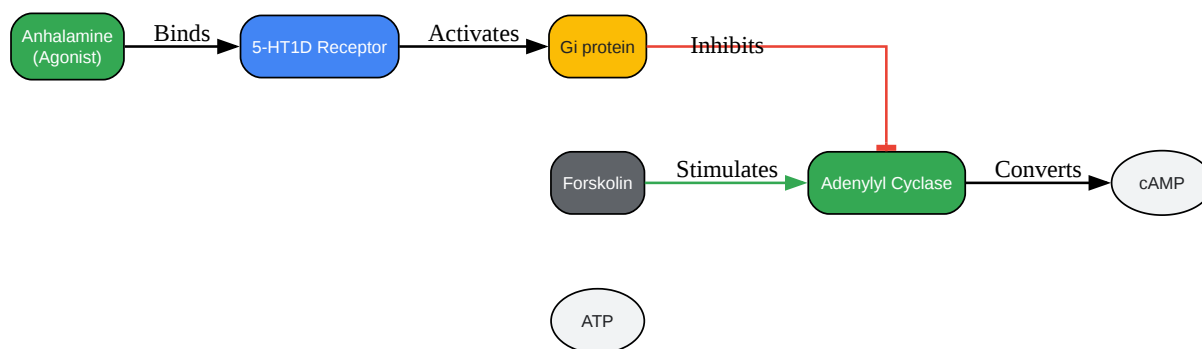 Anhalamine
(Agonist)
Binds
5-HT1D Receptor
Activates
Gi protein
Inhibits
Forskolin
Stimulates
Adenylyl Cyclase
Converts
cAMP
ATP